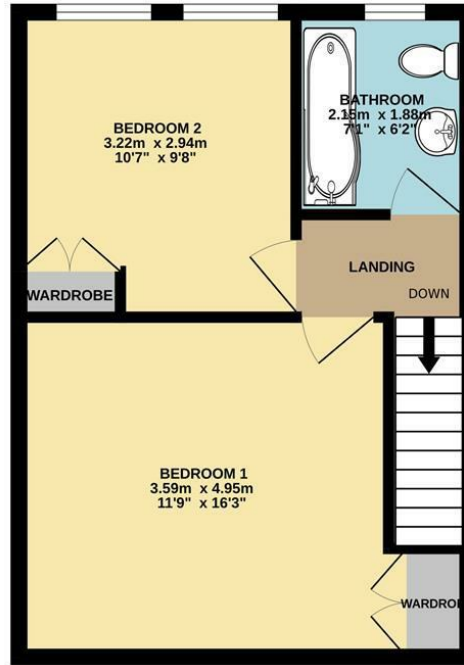 BEDROOM 2
3.22m x 2.94m
10'7" x 9'8"
BATHROOM
2.15m x 1.88m
7'1" x 6'2"
LANDING
DOWN
WARDROBE
BEDROOM 1
3.59m x 4.95m
11'9" x 16'3"
WARDROB